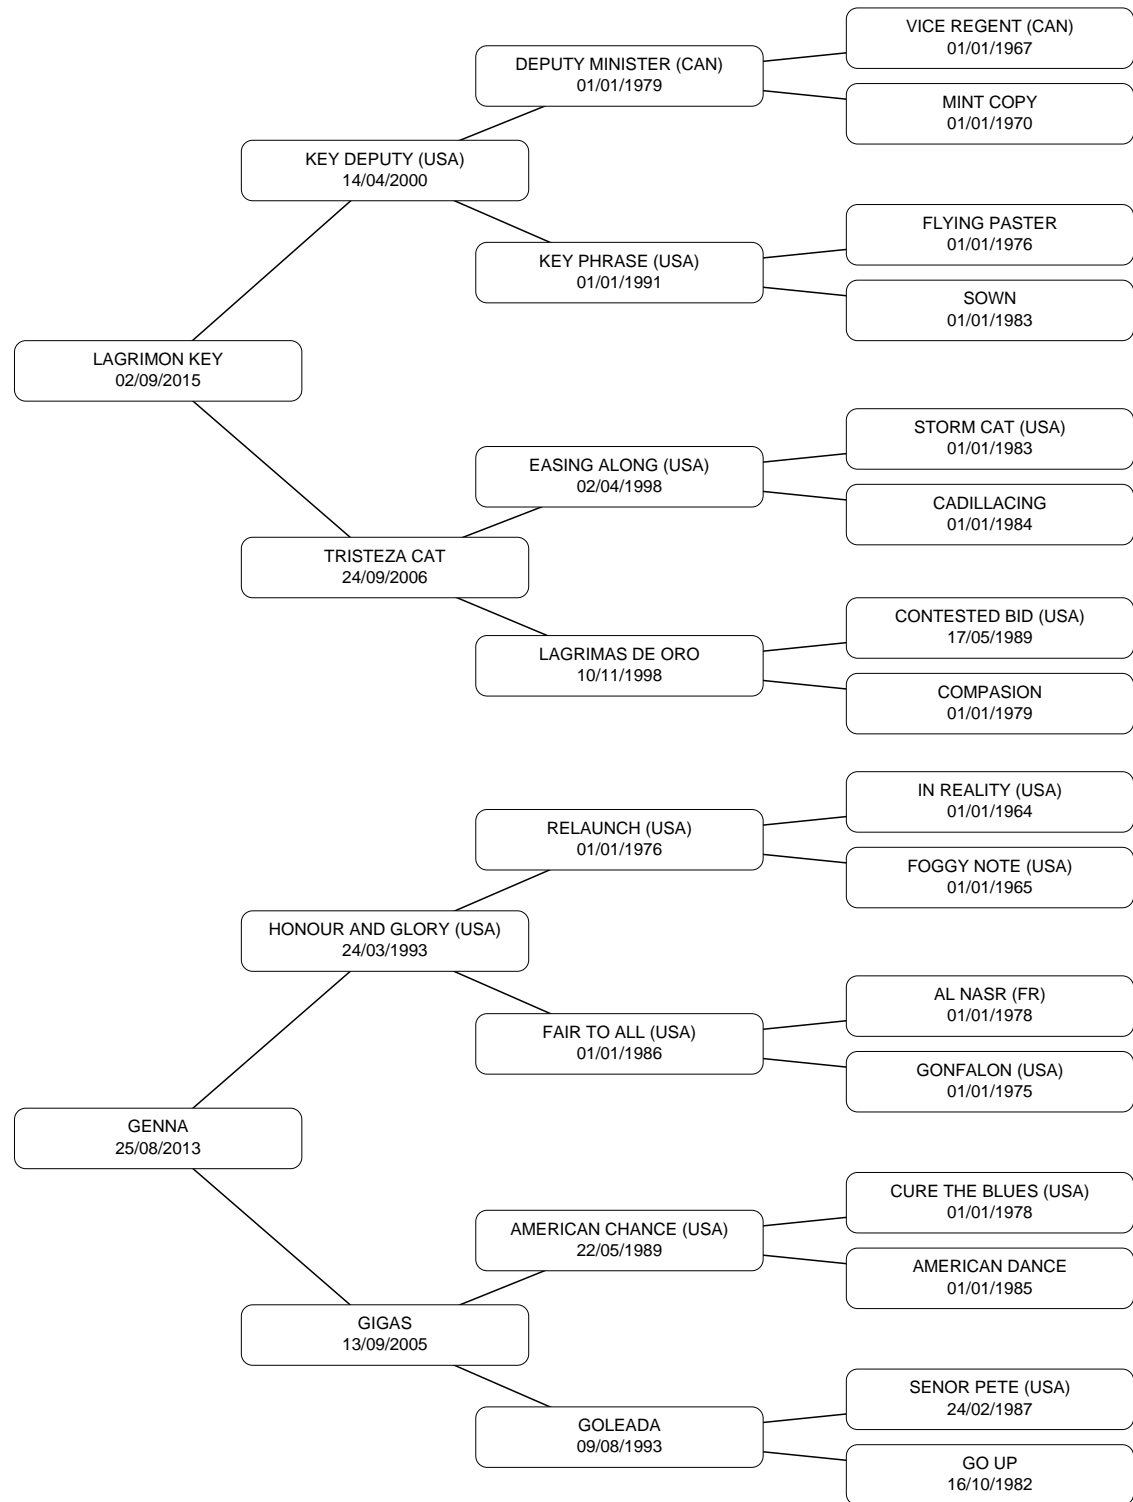 VICE REGENT (CAN)
01/01/1967
DEPUTY MINISTER (CAN)
01/01/1979
MINT COPY
01/01/1970
KEY DEPUTY (USA)
14/04/2000
FLYING PASTER
01/01/1976
KEY PHRASE (USA)
01/01/1991
SOWN
01/01/1983
LAGRIMON KEY
02/09/2015
STORM CAT (USA)
01/01/1983
EASING ALONG (USA)
02/04/1998
CADILLACING
01/01/1984
TRISTEZA CAT
24/09/2006
CONTESTED BID (USA)
17/05/1989
LAGRIMAS DE ORO
10/11/1998
COMPASION
01/01/1979
IN REALITY (USA)
01/01/1964
RELAUNCH (USA)
01/01/1976
FOGGY NOTE (USA)
01/01/1965
HONOUR AND GLORY (USA)
24/03/1993
AL NASR (FR)
01/01/1978
FAIR TO ALL (USA)
01/01/1986
GONFALON (USA)
01/01/1975
GENNA
25/08/2013
CURE THE BLUES (USA)
01/01/1978
AMERICAN CHANCE (USA)
22/05/1989
AMERICAN DANCE
01/01/1985
GIGAS
13/09/2005
SENOR PETE (USA)
24/02/1987
GOLEADA
09/08/1993
GO UP
16/10/1982